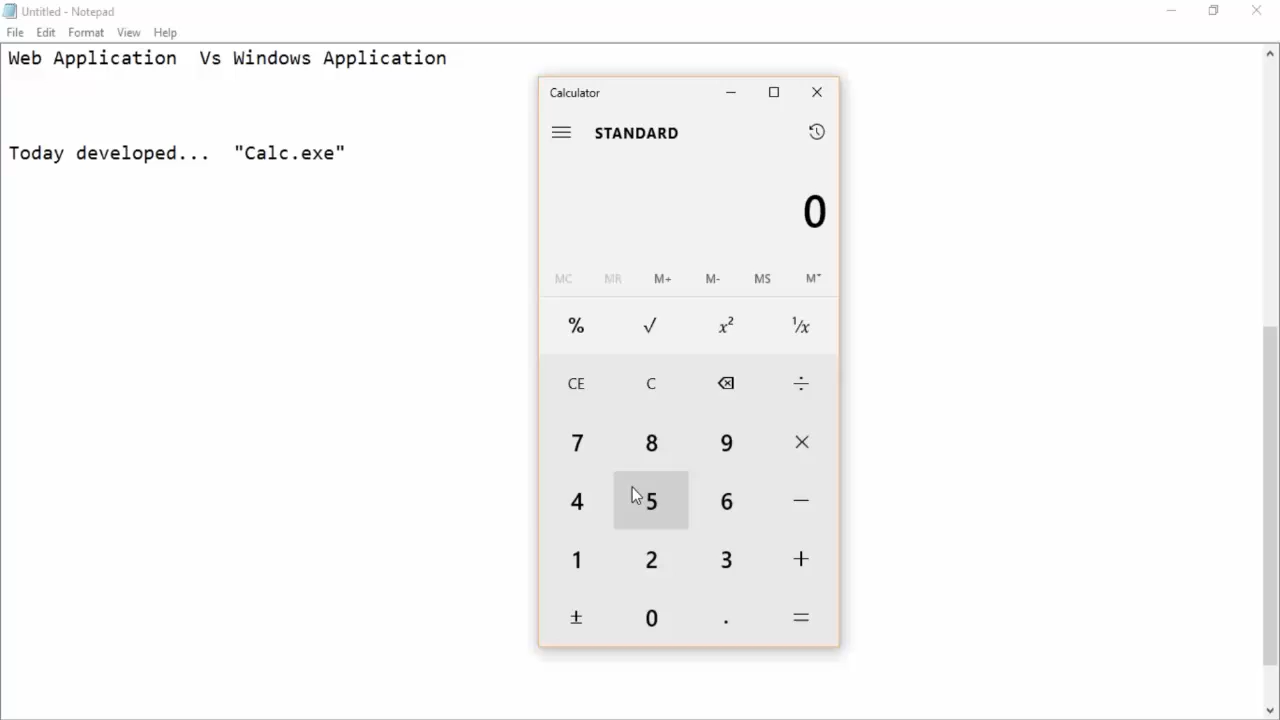 Untitled - Notepad
File Edit Format View Help
Web Application  Vs Windows Application
Today developed...  "Calc.exe"
Calculator
STANDARD
0
MC MR M+ M- MS M˅
% √ x² ¹/x
CE C ÷
7 8 9 ×
4 5 6 −
1 2 3 +
± 0 . =